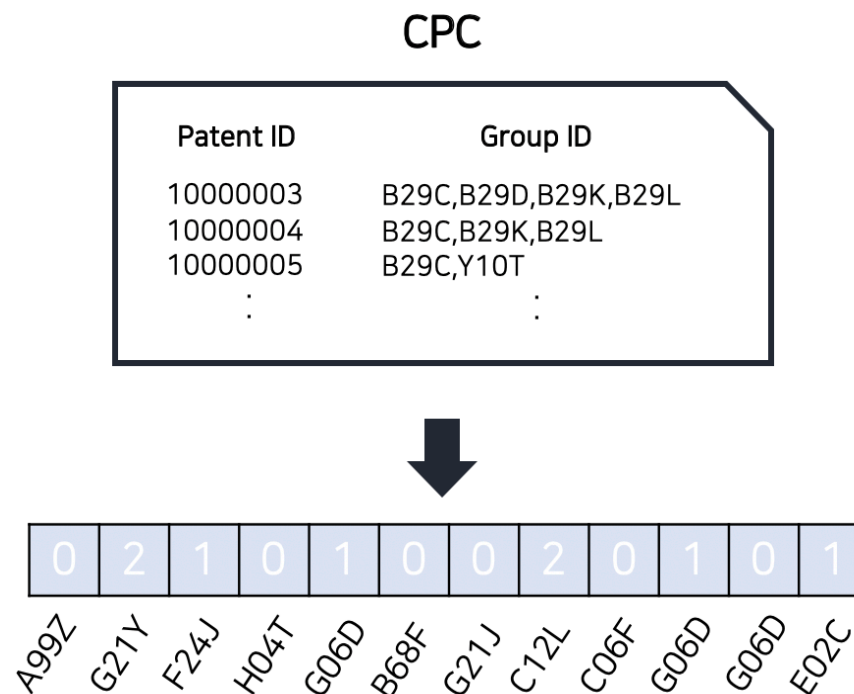 CPC
Patent ID Group ID
10000003 B29C,B29D,B29K,B29L
10000004 B29C,B29K,B29L
10000005 B29C,Y10T
: :
0 2 1 0 1 0 0 2 0 1 0 1
A99Z G21Y F24J H04T G06D B68F G21J C12L C06F G06D G06D E02C